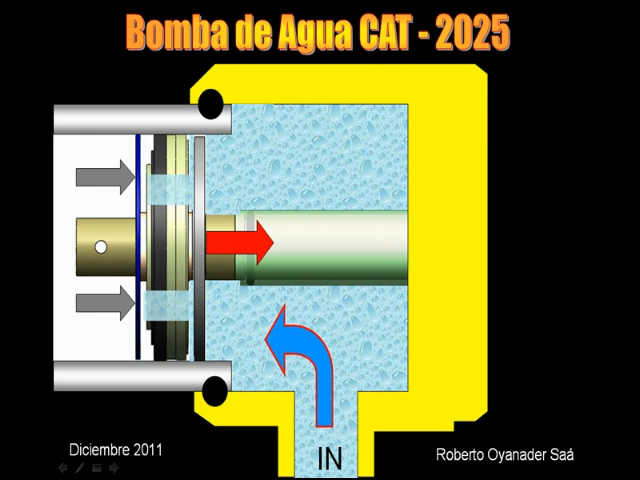 Bomba de Agua CAT - 2025
IN
Diciembre 2011
Roberto Oyanader Saá